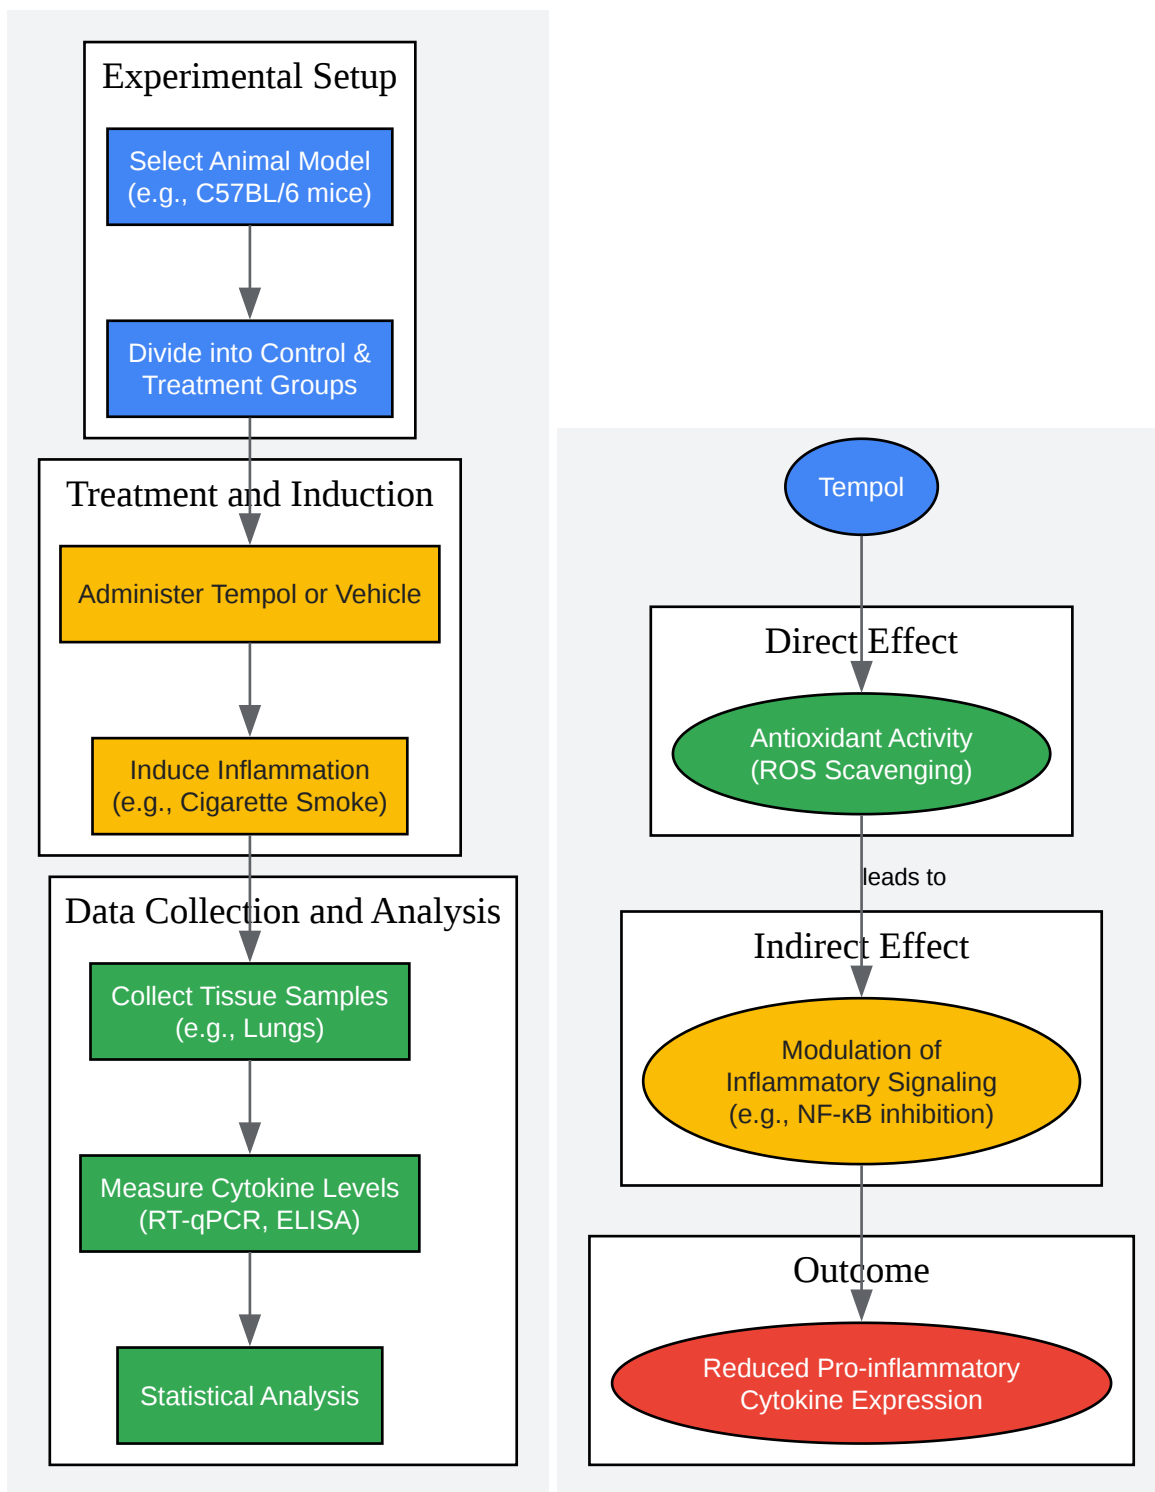 Experimental Setup
Select Animal Model
(e.g., C57BL/6 mice)
Divide into Control &
Treatment Groups
Treatment and Induction
Administer Tempol or Vehicle
Induce Inflammation
(e.g., Cigarette Smoke)
Data Collection and Analysis
Collect Tissue Samples
(e.g., Lungs)
Measure Cytokine Levels
(RT-qPCR, ELISA)
Statistical Analysis
Tempol
Direct Effect
Antioxidant Activity
(ROS Scavenging)
leads to
Indirect Effect
Modulation of
Inflammatory Signaling
(e.g., NF-κB inhibition)
Outcome
Reduced Pro-inflammatory
Cytokine Expression